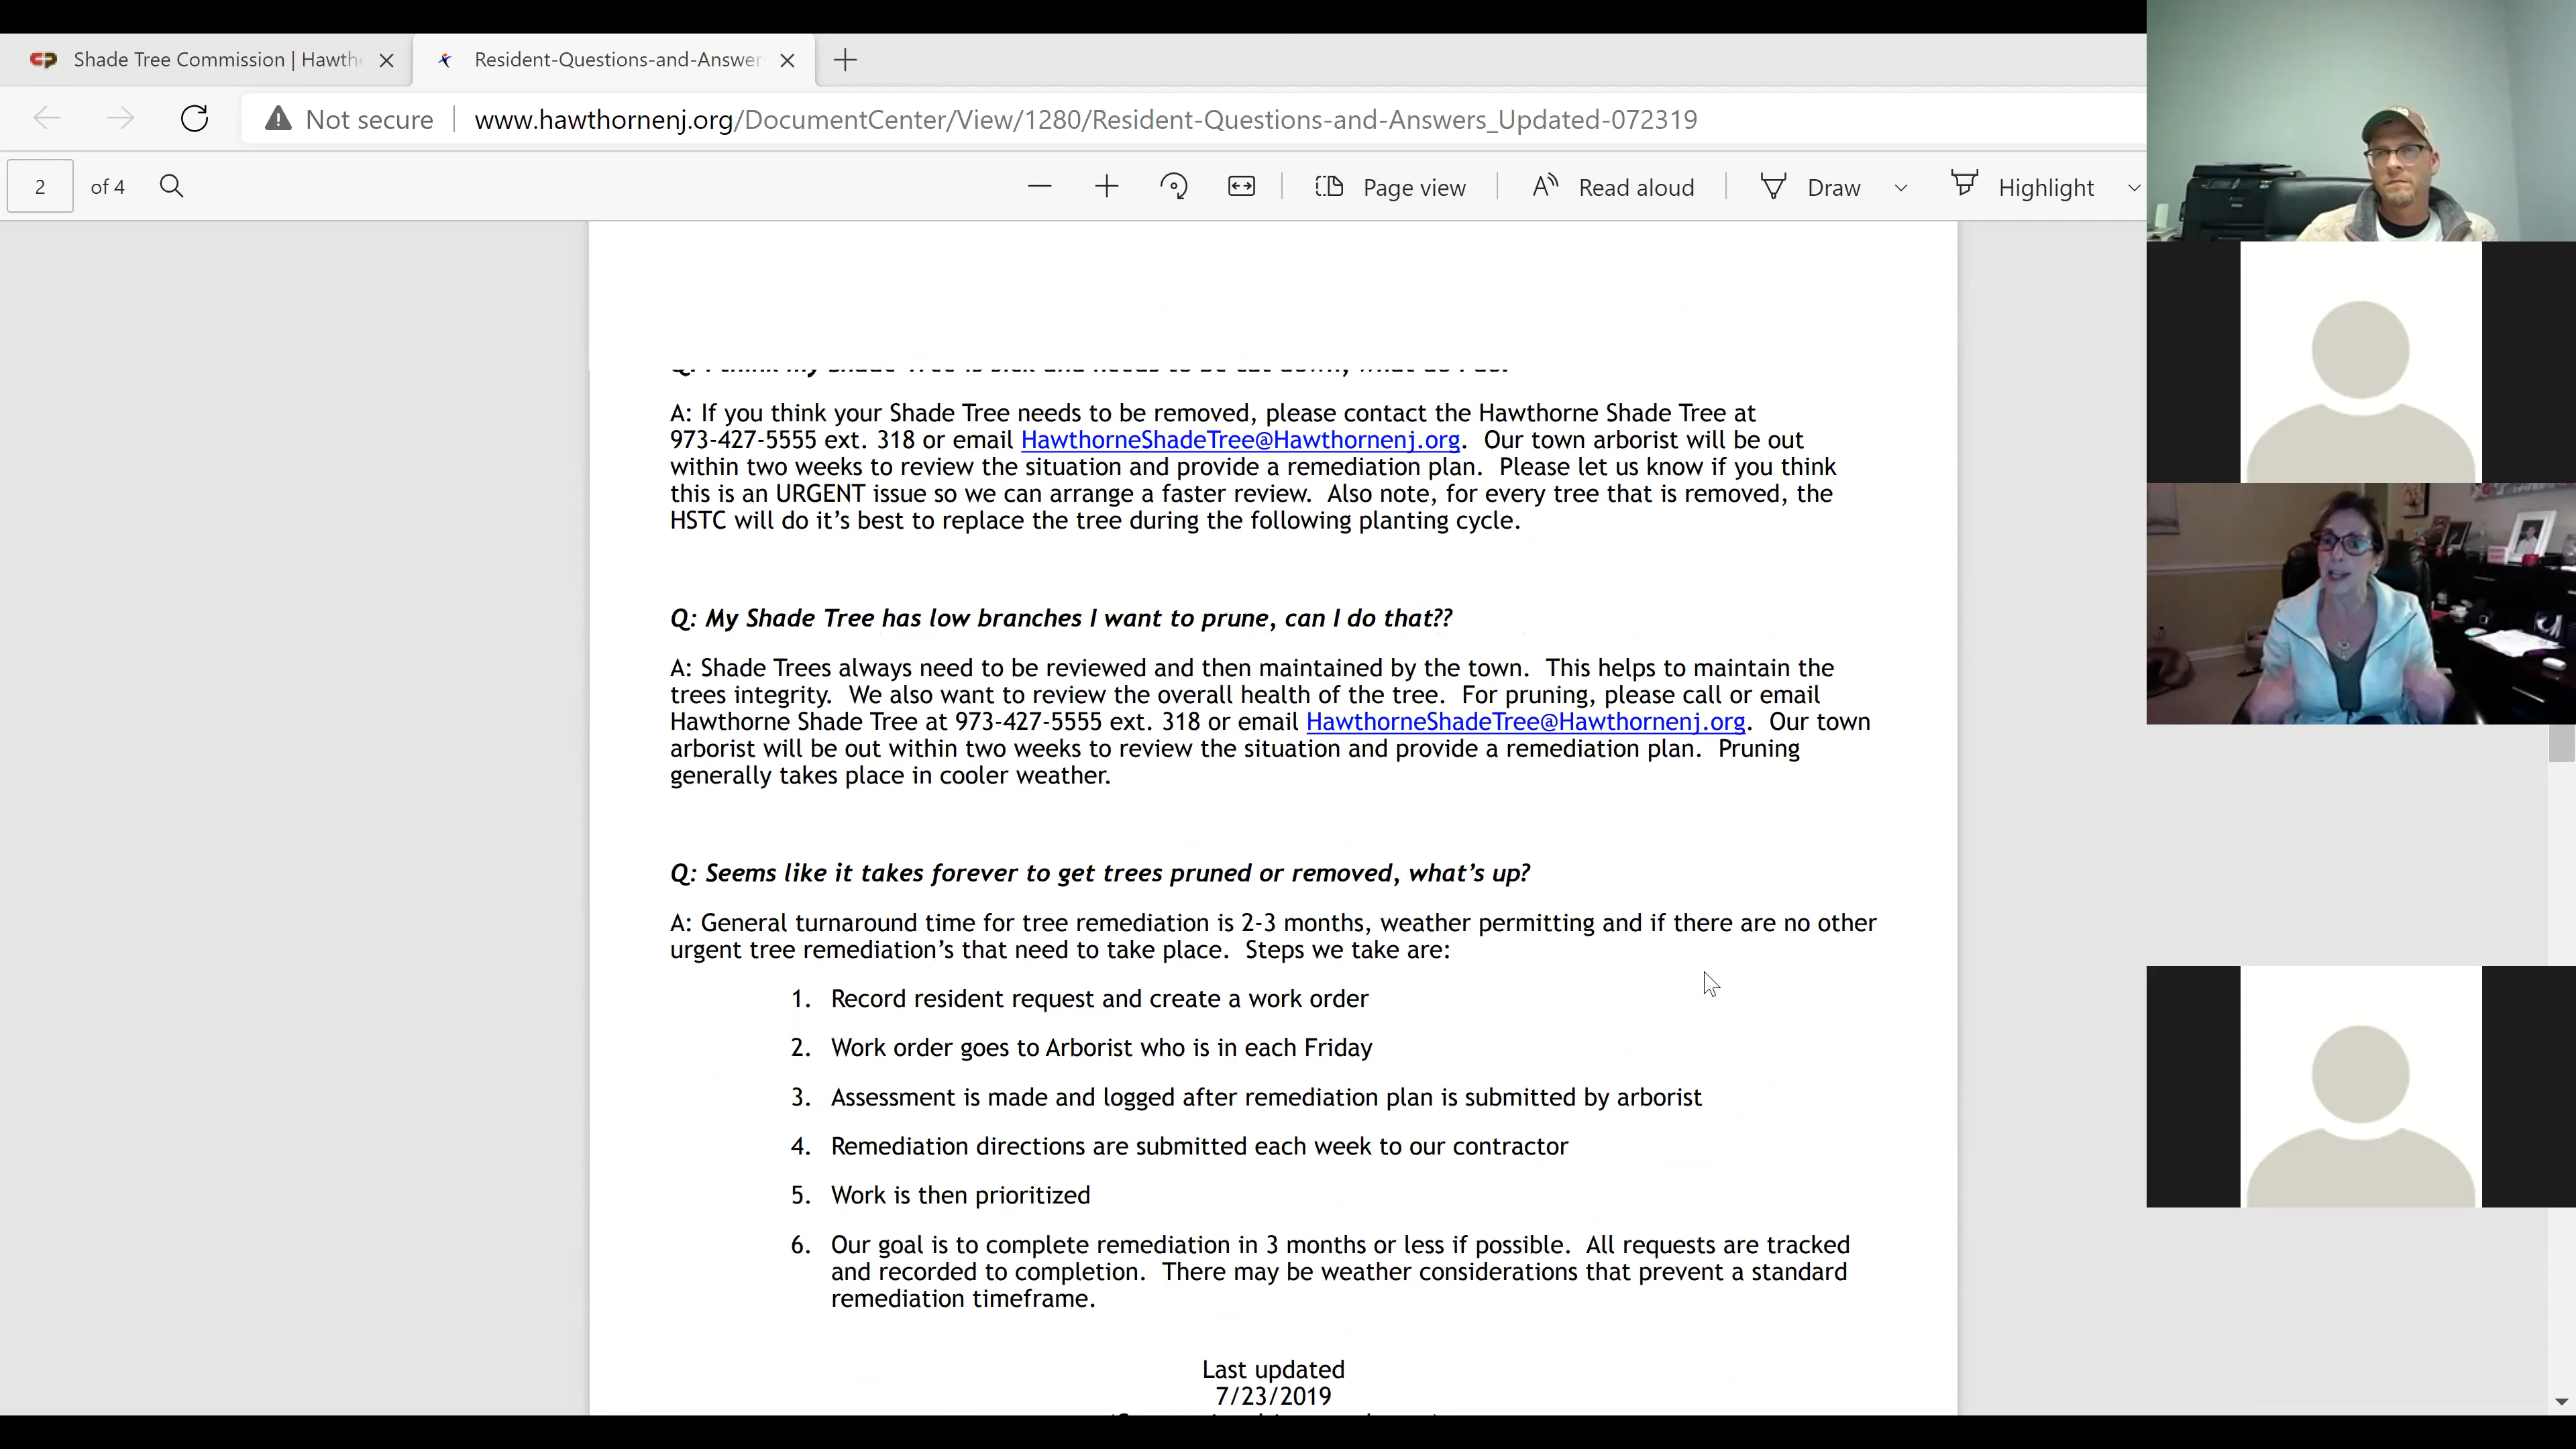 Shade Tree Commission | Hawth
Resident-Questions-and-Answer
Not secure
www.hawthornenj.org/DocumentCenter/View/1280/Resident-Questions-and-Answers_Updated-072319
2 of 4
Page view
Read aloud
Draw
Highlight
A: If you think your Shade Tree needs to be removed, please contact the Hawthorne Shade Tree at
973-427-5555 ext. 318 or email HawthorneShadeTree@Hawthornenj.org. Our town arborist will be out
within two weeks to review the situation and provide a remediation plan. Please let us know if you think
this is an URGENT issue so we can arrange a faster review. Also note, for every tree that is removed, the
HSTC will do it's best to replace the tree during the following planting cycle.
Q: My Shade Tree has low branches I want to prune, can I do that??
A: Shade Trees always need to be reviewed and then maintained by the town. This helps to maintain the
trees integrity. We also want to review the overall health of the tree. For pruning, please call or email
Hawthorne Shade Tree at 973-427-5555 ext. 318 or email HawthorneShadeTree@Hawthornenj.org. Our town
arborist will be out within two weeks to review the situation and provide a remediation plan. Pruning
generally takes place in cooler weather.
Q: Seems like it takes forever to get trees pruned or removed, what's up?
A: General turnaround time for tree remediation is 2-3 months, weather permitting and if there are no other
urgent tree remediation's that need to take place. Steps we take are:
1. Record resident request and create a work order
2. Work order goes to Arborist who is in each Friday
3. Assessment is made and logged after remediation plan is submitted by arborist
4. Remediation directions are submitted each week to our contractor
5. Work is then prioritized
6. Our goal is to complete remediation in 3 months or less if possible. All requests are tracked
and recorded to completion. There may be weather considerations that prevent a standard
remediation timeframe.
Last updated
7/23/2019